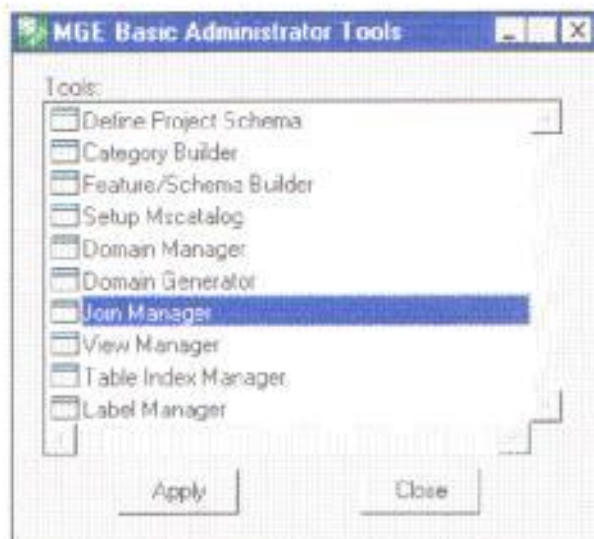 MGE Basic Administrator Tools
Tools:
Define Project Schema
Category Builder
Feature/Schema Builder
Setup Mscatalog
Domain Manager
Domain Generator
Join Manager
View Manager
Table Index Manager
Label Manager
Apply
Close